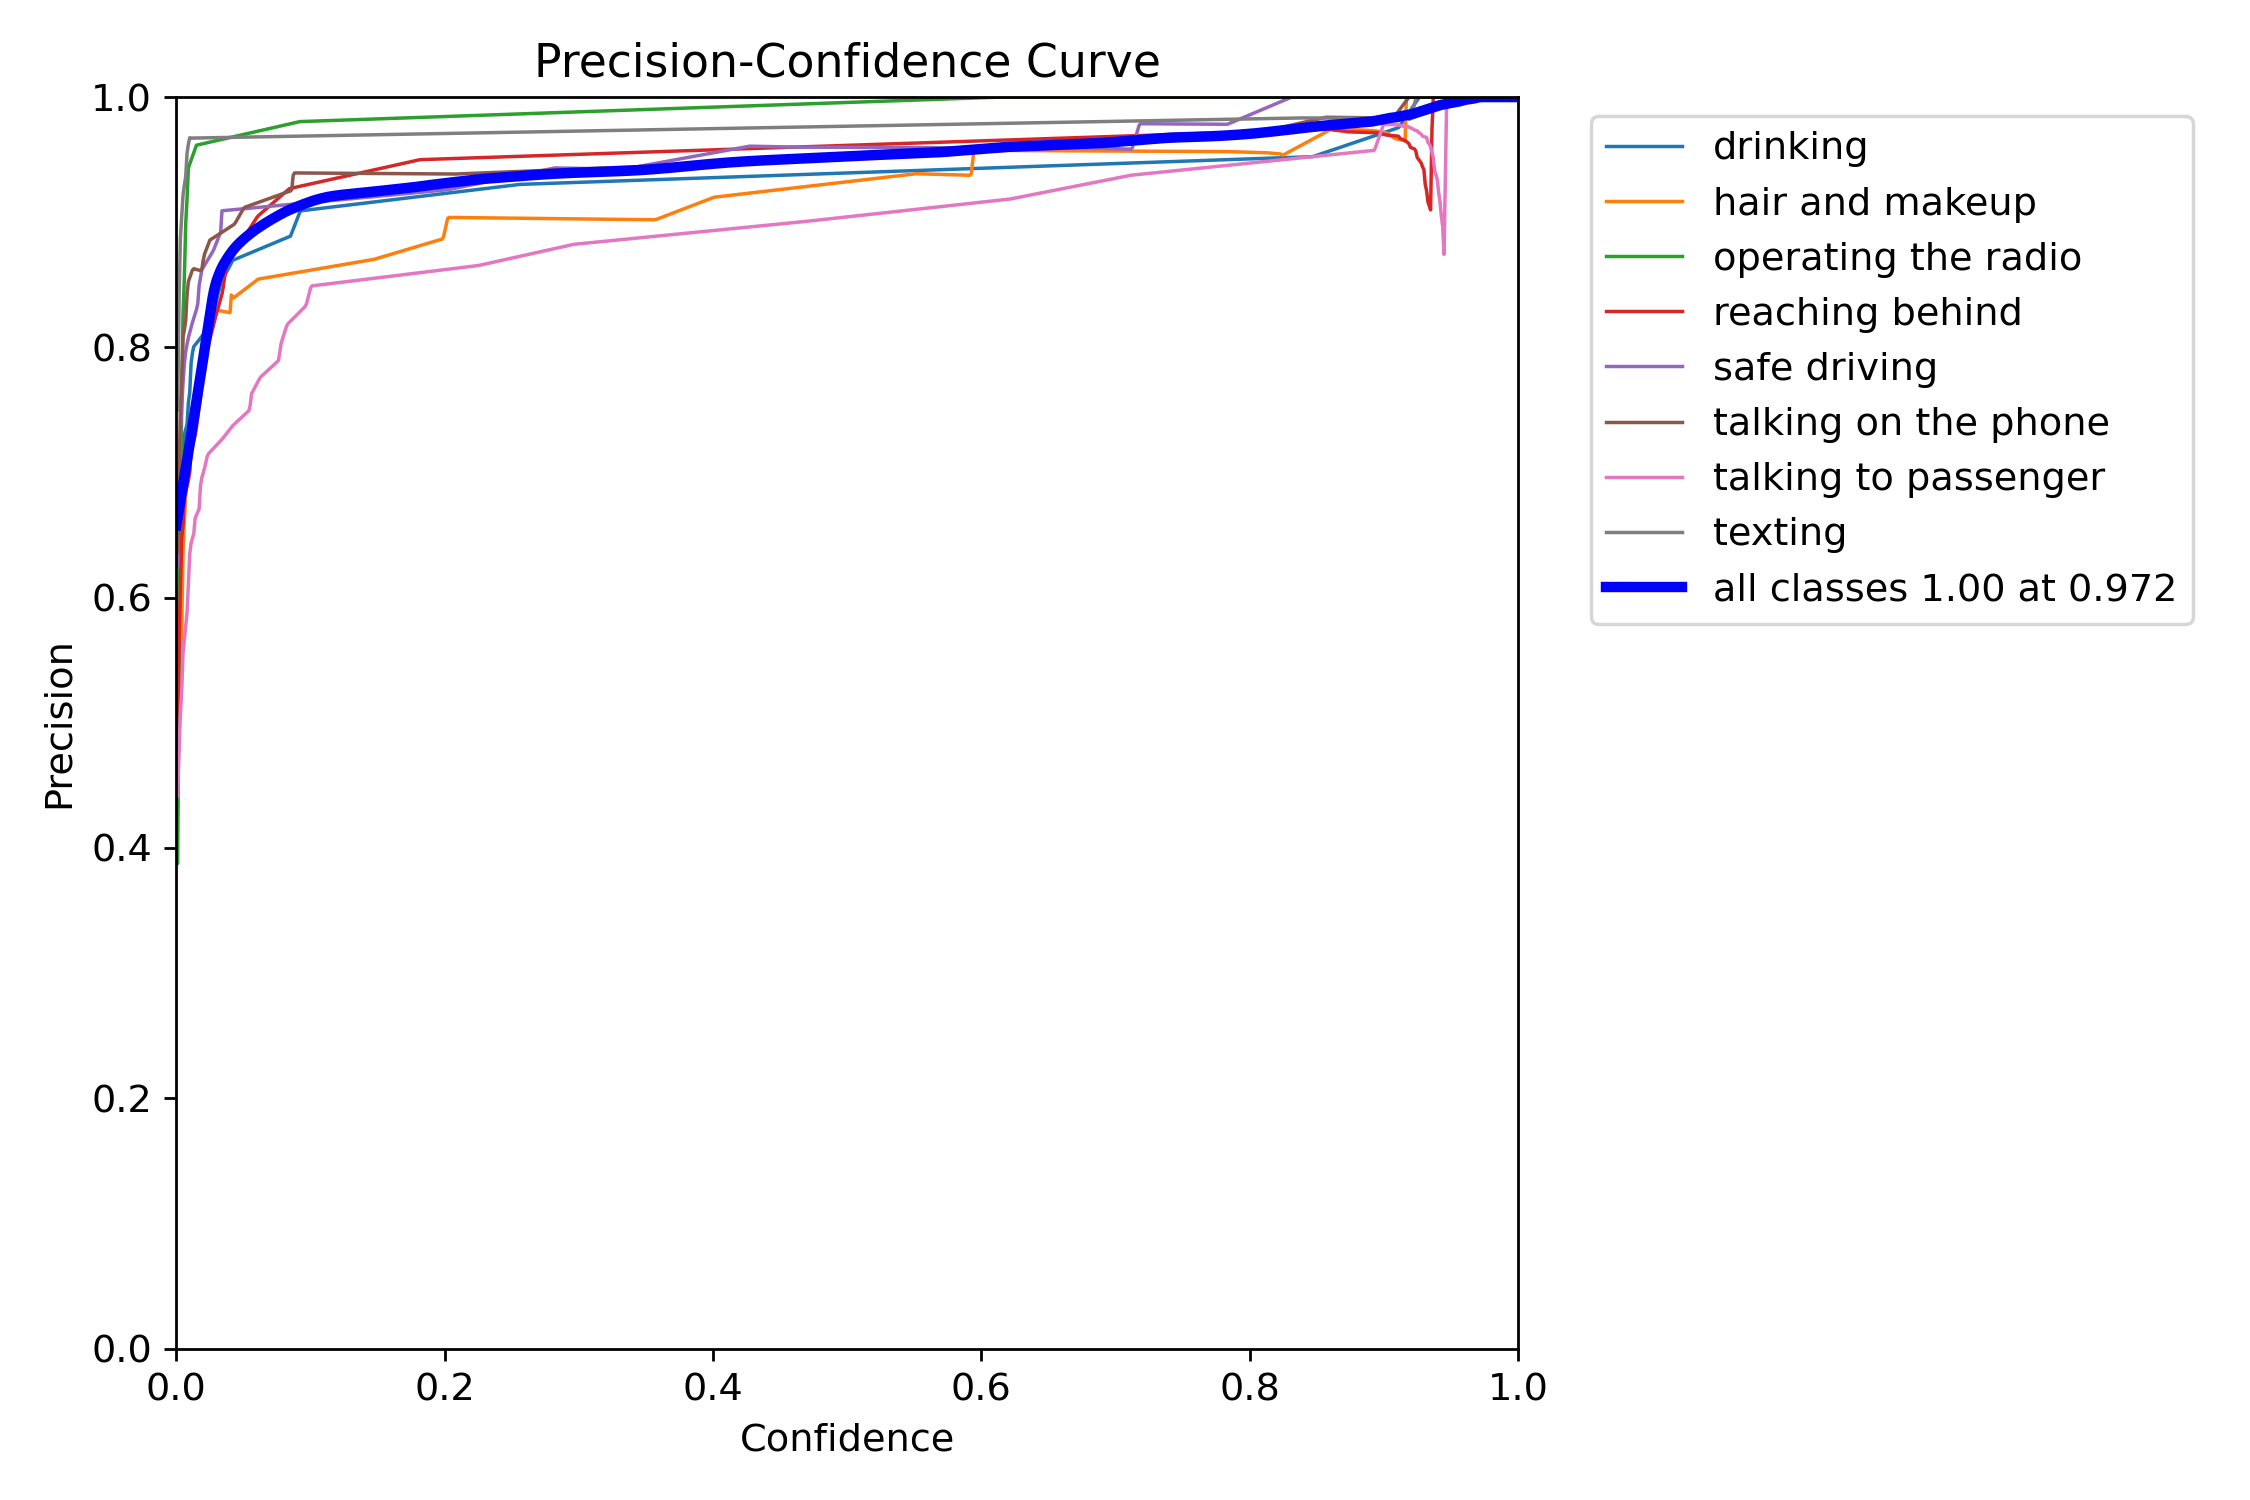 Precision-Confidence Curve
1.0
0.8
0.6
0.4
0.2
0.0
Precision
0.0 0.2 0.4 0.6 0.8 1.0
Confidence
drinking
hair and makeup
operating the radio
reaching behind
safe driving
talking on the phone
talking to passenger
texting
all classes 1.00 at 0.972